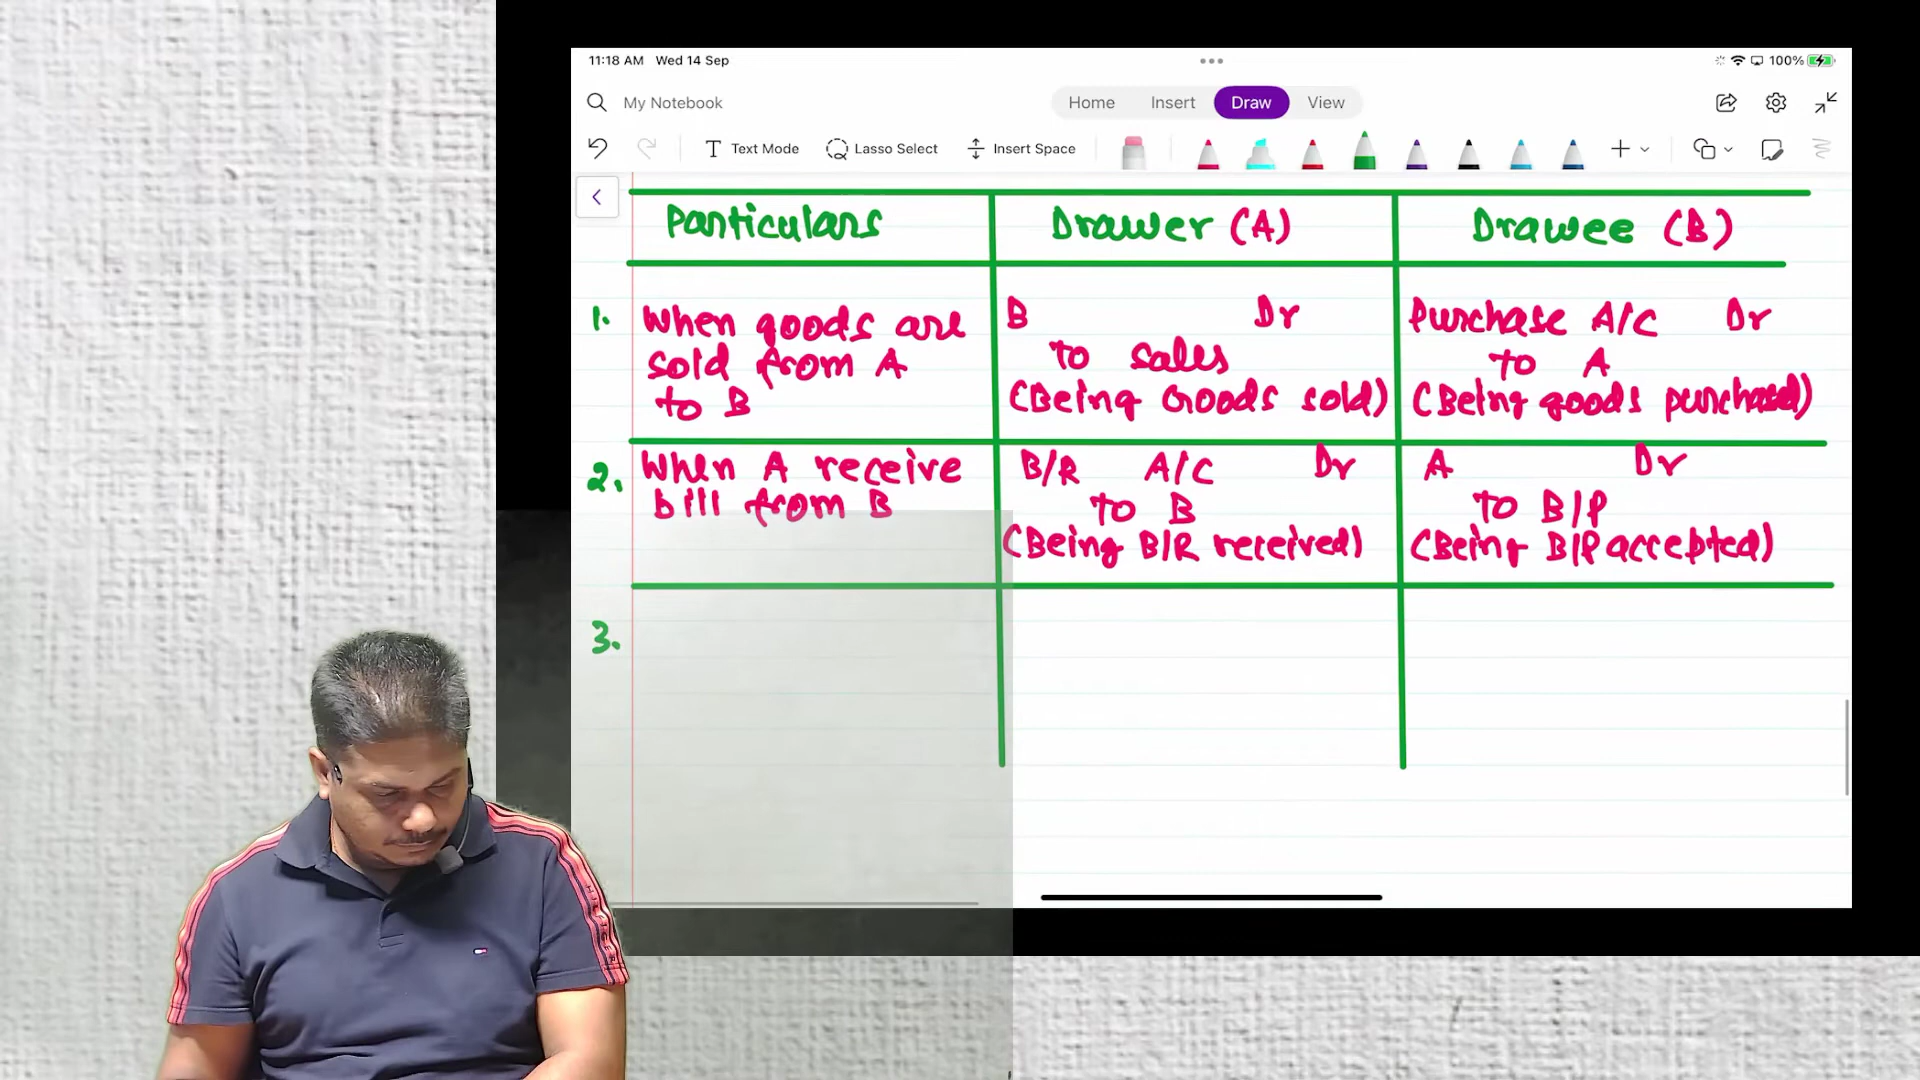 11:18 AM Wed 14 Sep
100%
My Notebook
Home Insert Draw View
Text Mode Lasso Select Insert Space
Particulars Drawer (A) Drawee (B)
1. When goods are
sold from A
to B
B Dr
to sales
(Being Goods sold)
Purchase A/C Dr
to A
(Being goods purchased)
2. When A receive
bill from B
B/R A/C Dr
to B
(Being B/R received)
A Dr
to B/P
(Being B/P accepted)
3.